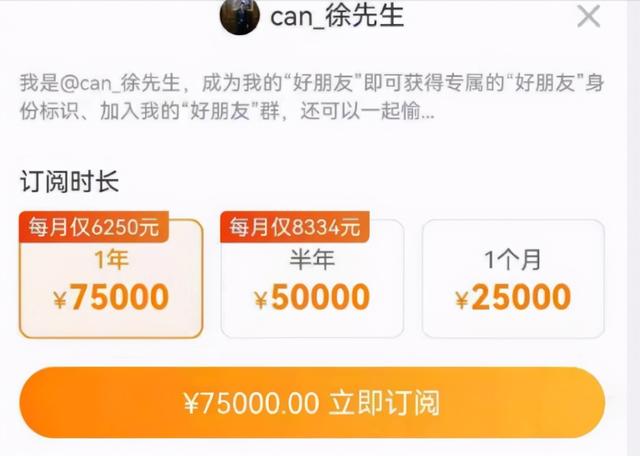 can_徐先生
我是@can_徐先生，成为我的“好朋友”即可获得专属的“好朋友”身
份标识、加入我的“好朋友”群，还可以一起愉...
订阅时长
每月仅6250元
1年
¥75000
每月仅8334元
半年
¥50000
1个月
¥25000
¥75000.00 立即订阅